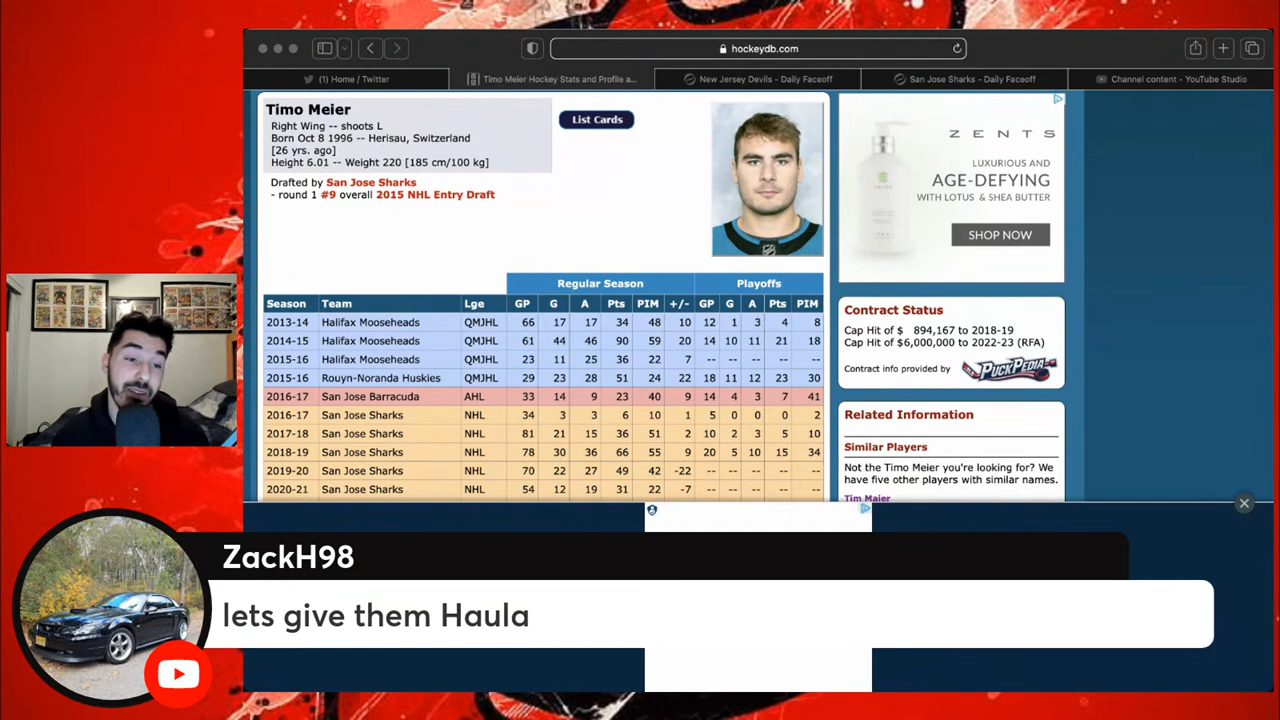 hockeydb.com
(1) Home / Twitter
Timo Meier Hockey Stats and Profile a...
New Jersey Devils - Daily Faceoff
San Jose Sharks - Daily Faceoff
Channel content - YouTube Studio
Timo Meier
Right Wing -- shoots L
Born Oct 8 1996 -- Herisau, Switzerland
[26 yrs. ago]
Height 6.01 -- Weight 220 [185 cm/100 kg]
List Cards
Drafted by San Jose Sharks
- round 1 #9 overall 2015 NHL Entry Draft
Regular Season Playoffs
Season Team Lge GP G A Pts PIM +/- GP G A Pts PIM
2013-14 Halifax Mooseheads QMJHL 66 17 17 34 48 10 12 1 3 4 8
2014-15 Halifax Mooseheads QMJHL 61 44 46 90 59 20 14 10 11 21 18
2015-16 Halifax Mooseheads QMJHL 23 11 25 36 22 7 -- -- -- -- --
2015-16 Rouyn-Noranda Huskies QMJHL 29 23 28 51 24 22 18 11 12 23 30
2016-17 San Jose Barracuda AHL 33 14 9 23 40 9 14 4 3 7 41
2016-17 San Jose Sharks NHL 34 3 3 6 10 1 5 0 0 0 2
2017-18 San Jose Sharks NHL 81 21 15 36 51 2 10 2 3 5 10
2018-19 San Jose Sharks NHL 78 30 36 66 55 9 20 5 10 15 34
2019-20 San Jose Sharks NHL 70 22 27 49 42 -22 -- -- -- -- --
2020-21 San Jose Sharks NHL 54 12 19 31 22 -7 -- -- -- -- --
ZENTS
LUXURIOUS AND
AGE-DEFYING
WITH LOTUS & SHEA BUTTER
SHOP NOW
Contract Status
Cap Hit of $ 894,167 to 2018-19
Cap Hit of $6,000,000 to 2022-23 (RFA)
Contract info provided by PUCKPEDIA
Related Information
Similar Players
Not the Timo Meier you're looking for? We
have five other players with similar names.
Tim Maier
ZackH98
lets give them Haula